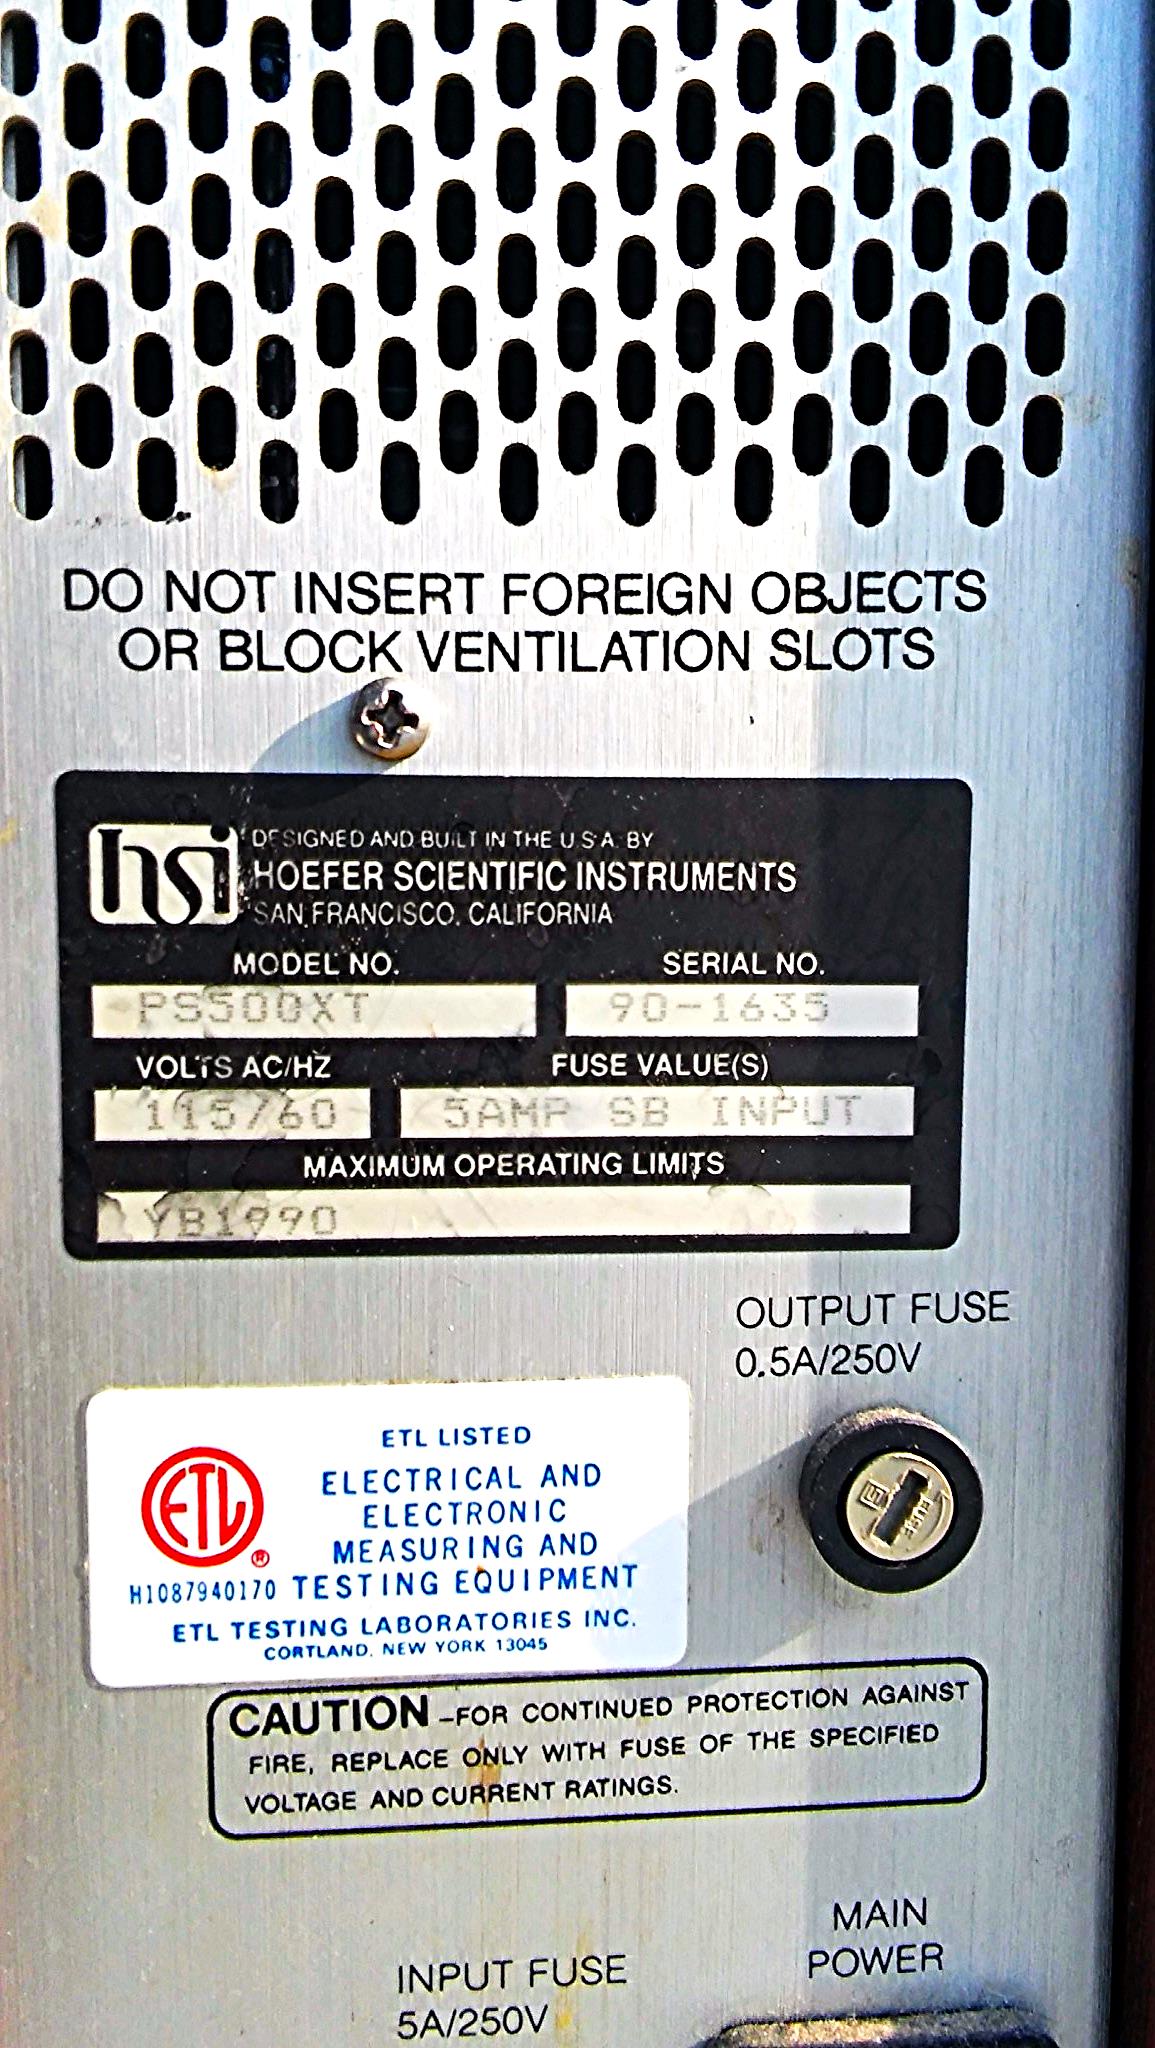 DO NOT INSERT FOREIGN OBJECTS
OR BLOCK VENTILATION SLOTS
hsi
DESIGNED AND BUILT IN THE U.S.A. BY
HOEFER SCIENTIFIC INSTRUMENTS
SAN FRANCISCO, CALIFORNIA
MODEL NO. SERIAL NO.
PS500XT 90-1635
VOLTS AC/HZ FUSE VALUE(S)
115/60 5AMP SB INPUT
MAXIMUM OPERATING LIMITS
YB1990
OUTPUT FUSE
0.5A/250V
FUSE
ETL LISTED
ETL ®
ELECTRICAL AND
ELECTRONIC
MEASURING AND
H1087940170 TESTING EQUIPMENT
ETL TESTING LABORATORIES INC.
CORTLAND, NEW YORK 13045
CAUTION –FOR CONTINUED PROTECTION AGAINST
FIRE, REPLACE ONLY WITH FUSE OF THE SPECIFIED
VOLTAGE AND CURRENT RATINGS.
MAIN
POWER
INPUT FUSE
5A/250V